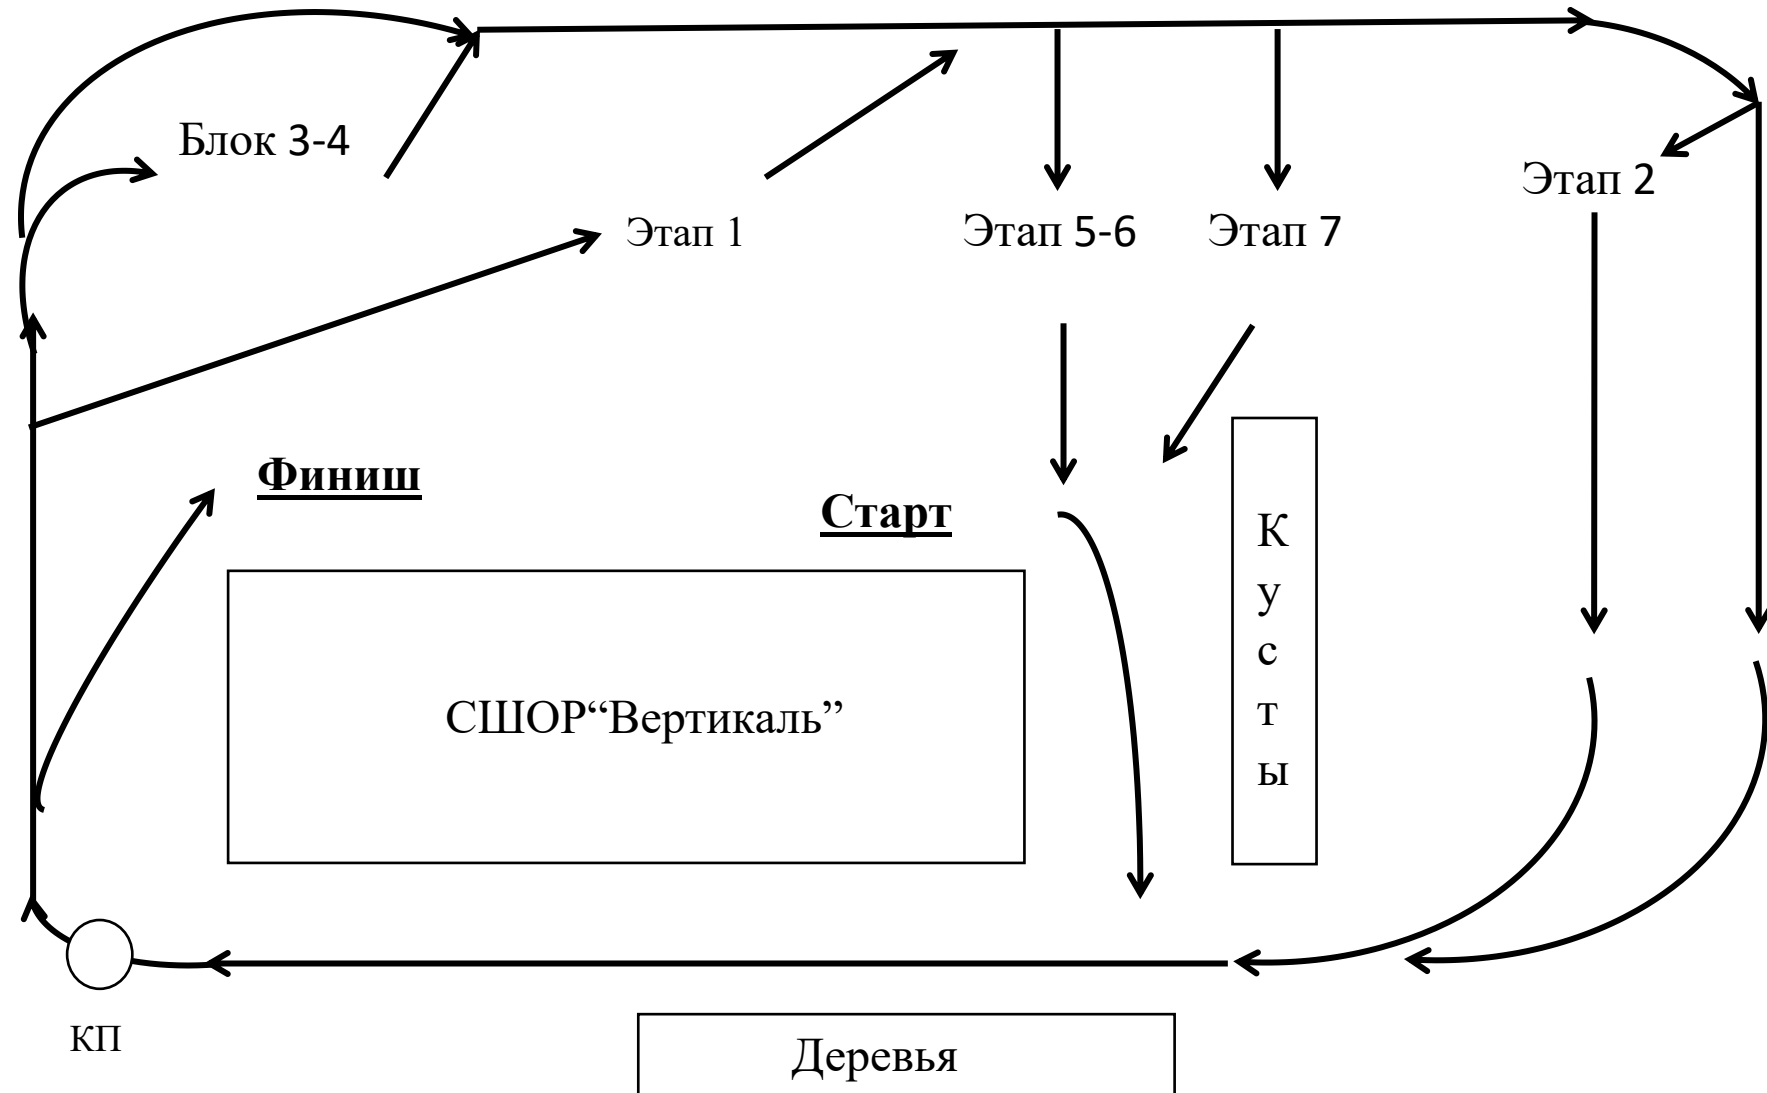 Блок 3-4
Этап 2
Этап 1
Этап 5-6
Этап 7
Финиш
Старт
К
у
с
т
ы
СШОР“Вертикаль”
КП
Деревья